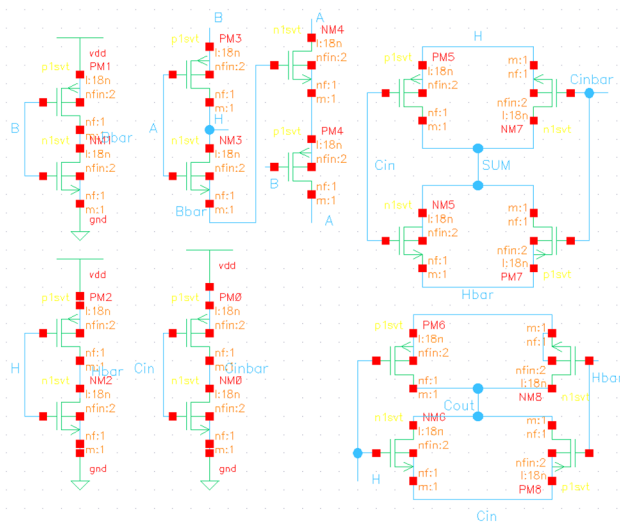 B
A
NM4
p1svt
PM3
l:18n
nfin:2
nf:1
m:1
vdd
p1svt
PM1
l:18n
nfin:2
nf:1
m:1
Bbar
B
n1svt
NM1
l:18n
nfin:2
nf:1
m:1
gnd
A
H
n1svt
NM3
l:18n
nfin:2
nf:1
m:1
Bbar
n1svt
l:18n
nfin:2
nf:1
m:1
n1svt
PM4
l:18n
nfin:2
nf:1
m:1
B
A
H
p1svt
PM5
l:18n
nfin:2
nf:1
m:1
m:1
nf:1
nfin:2
l:18n
NM7
n1svt
Cinbar
Cin
SUM
n1svt
NM5
l:18n
nfin:2
nf:1
m:1
m:1
nf:1
nfin:2
l:18n
PM7
p1svt
Hbar
vdd
p1svt
PM2
l:18n
nfin:2
nf:1
m:1
Hbar
H
n1svt
NM2
l:18n
nfin:2
nf:1
m:1
gnd
vdd
p1svt
PM0
l:18n
nfin:2
nf:1
m:1
Cinbar
Cin
n1svt
NM0
l:18n
nfin:2
nf:1
m:1
gnd
p1svt
PM6
l:18n
nfin:2
nf:1
m:1
m:1
nf:1
nfin:2
l:18n
NM8
n1svt
Hbar
Cout
n1svt
NM6
l:18n
nfin:2
nf:1
m:1
m:1
nf:1
nfin:2
l:18n
PM8
p1svt
H
Cin